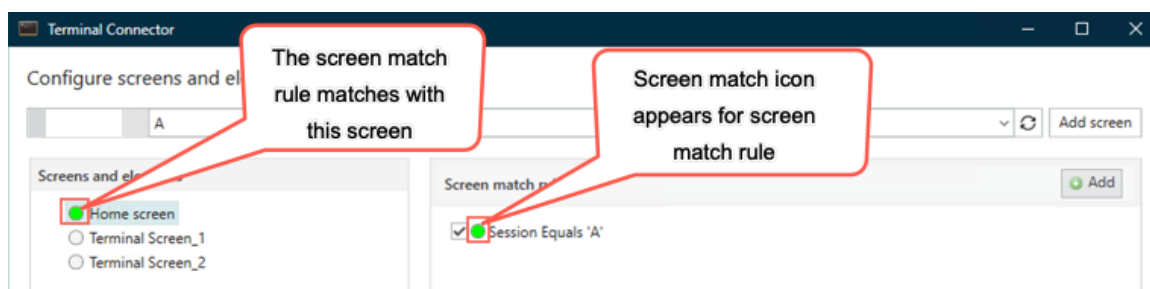 Terminal Connector
The screen match
rule matches with
this screen
Screen match icon
appears for screen
match rule
Configure screens and el
A
Add screen
Screens and ele
Screen match r
Add
Home screen
Terminal Screen_1
Terminal Screen_2
Session Equals 'A'